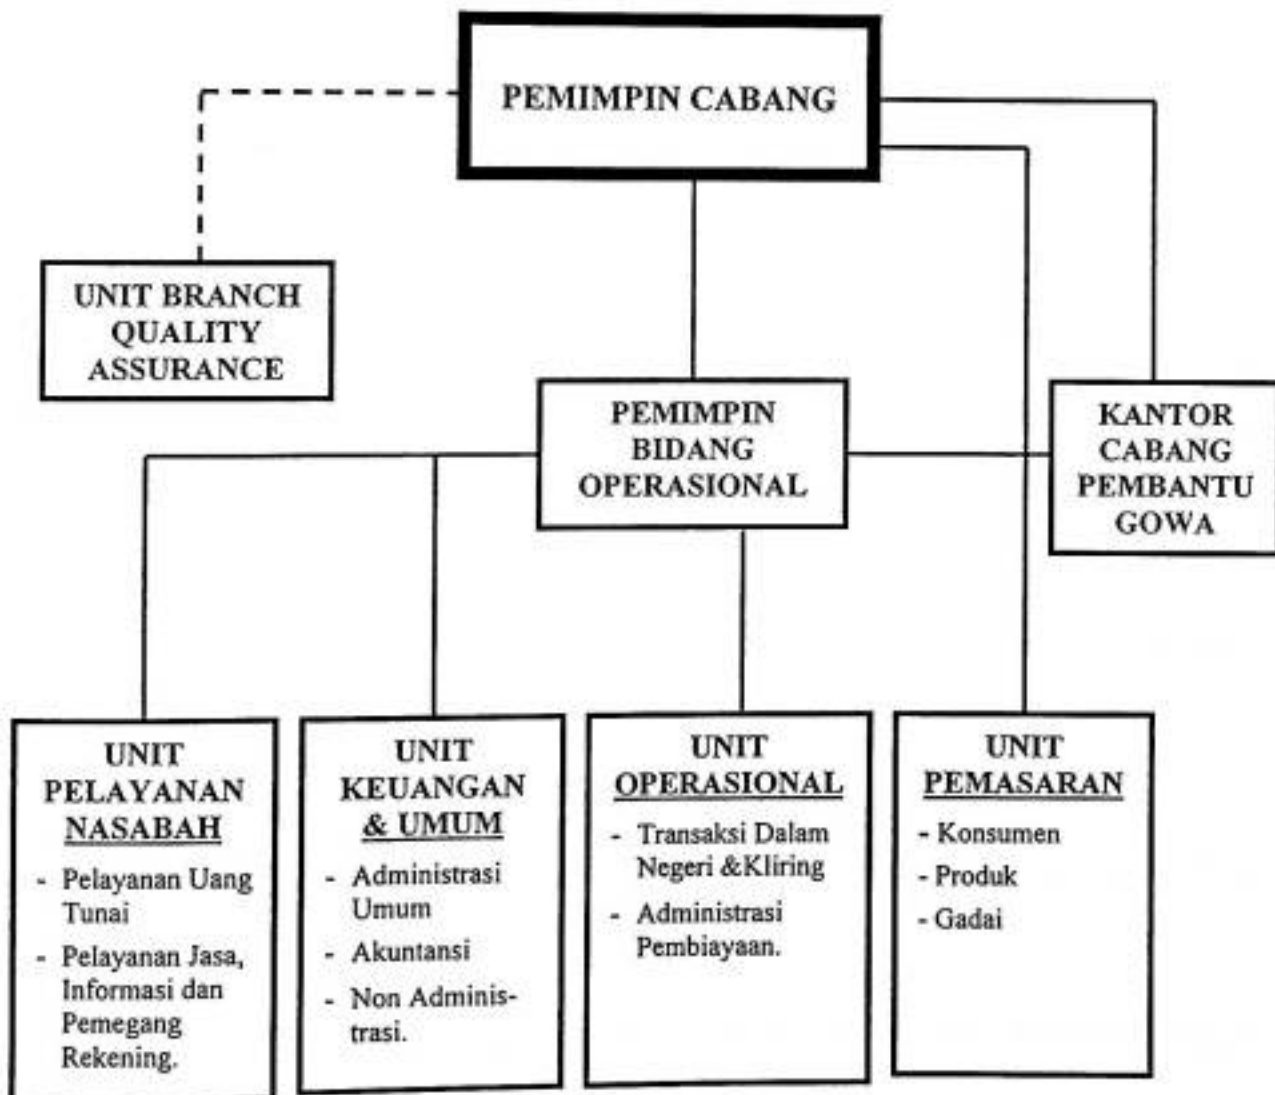 PEMIMPIN CABANG
UNIT BRANCH
QUALITY
ASSURANCE
PEMIMPIN
BIDANG
OPERASIONAL
KANTOR
CABANG
PEMBANTU
GOWA
UNIT
PELAYANAN
NASABAH
- Pelayanan Uang
Tunai
- Pelayanan Jasa,
Informasi dan
Pemegang
Rekening.
UNIT
KEUANGAN
& UMUM
- Administrasi
Umum
- Akuntansi
- Non Adminis-
trasi.
UNIT
OPERASIONAL
- Transaksi Dalam
Negeri &Kliring
- Administrasi
Pembiayaan.
UNIT
PEMASARAN
- Konsumen
- Produk
- Gadai